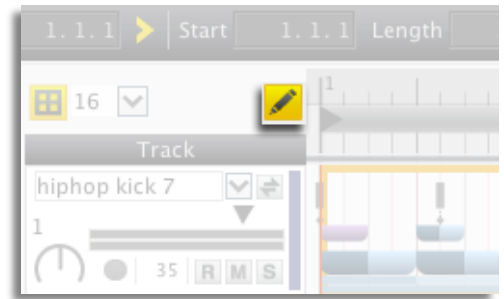 1. 1. 1 Start 1. 1. 1 Length
16
1
Track
hiphop kick 7
1
35 R M S